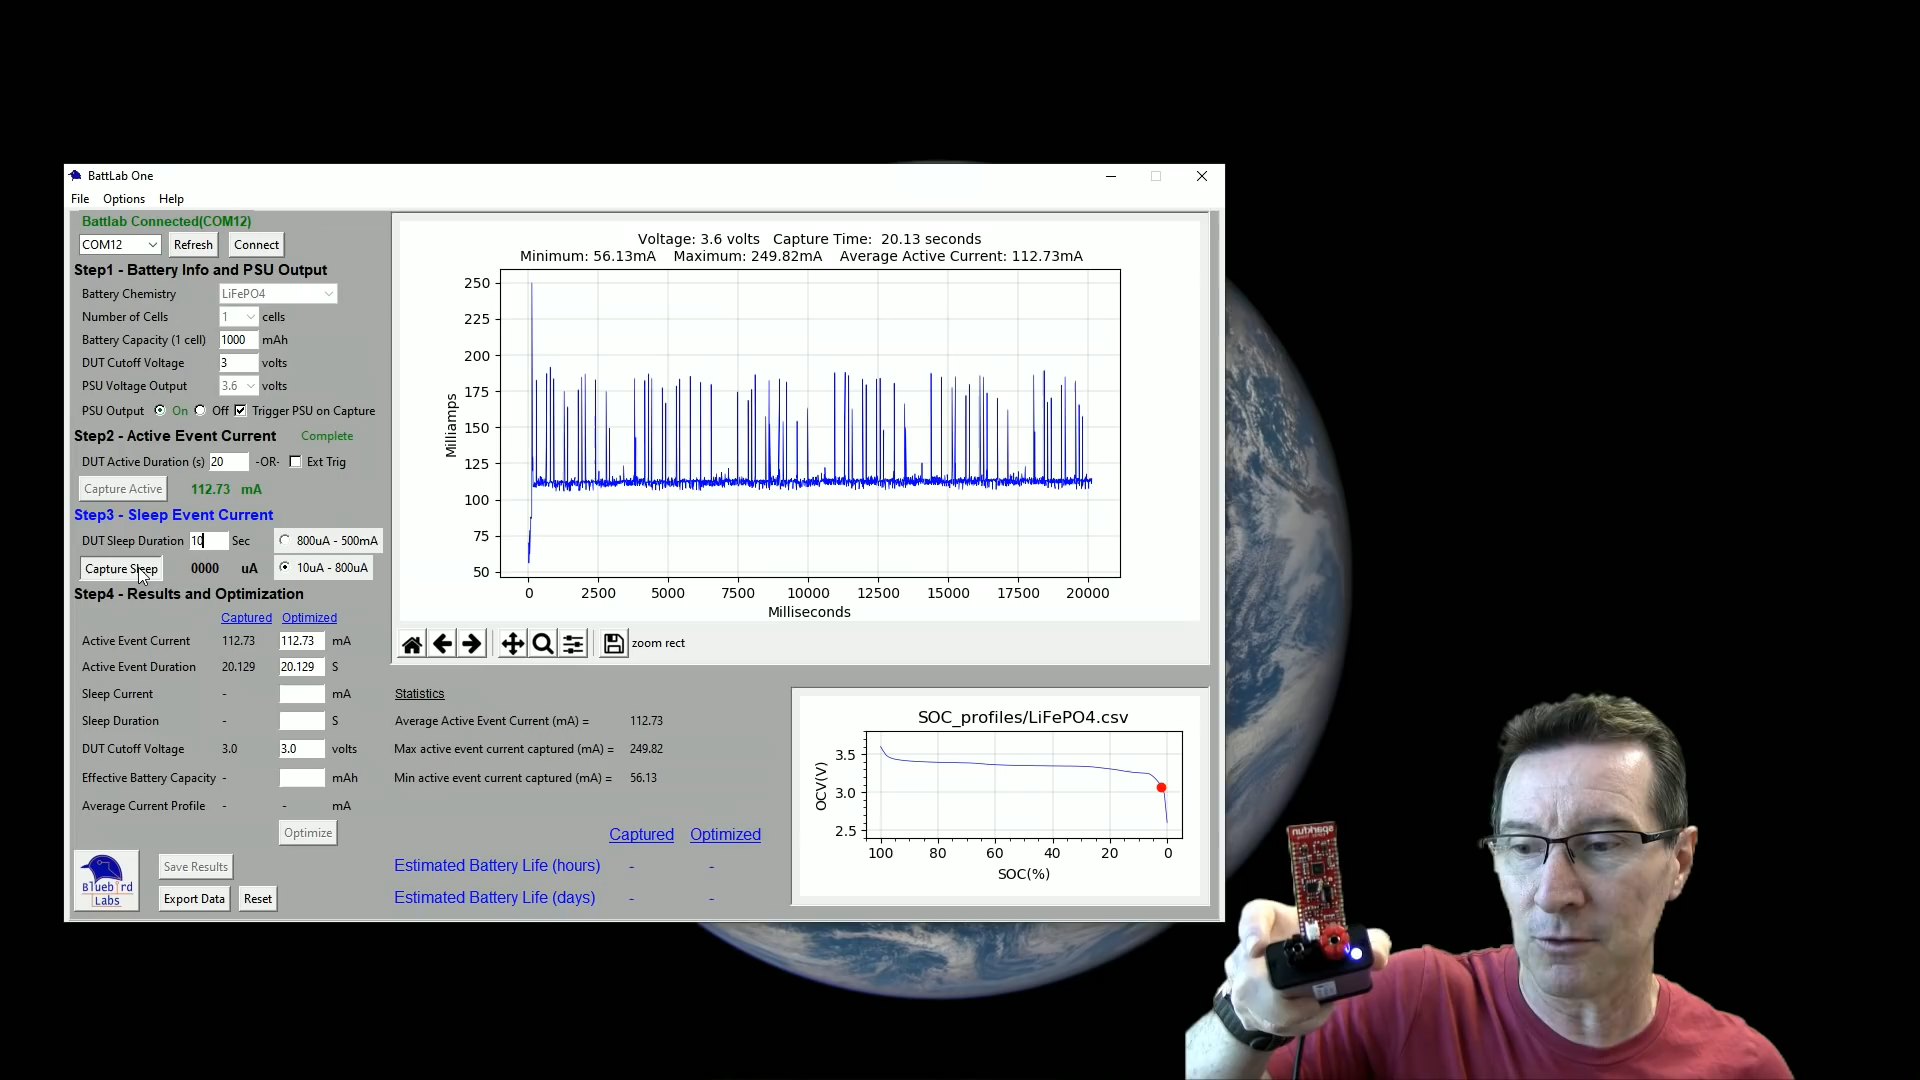 BattLab One
File Options Help
Battlab Connected(COM12)
COM12 Refresh Connect
Step1 - Battery Info and PSU Output
Battery Chemistry LiFePO4
Number of Cells 1 cells
Battery Capacity (1 cell) 1000 mAh
DUT Cutoff Voltage 3 volts
PSU Voltage Output 3.6 volts
PSU Output On Off Trigger PSU on Capture
Step2 - Active Event Current Complete
DUT Active Duration (s) 20 -OR- Ext Trig
Capture Active 112.73 mA
Step3 - Sleep Event Current
DUT Sleep Duration 10 Sec 800uA - 500mA
Capture Sleep 0000 uA 10uA - 800uA
Step4 - Results and Optimization
Captured Optimized
Active Event Current 112.73 112.73 mA
Active Event Duration 20.129 20.129 S
Sleep Current - mA
Sleep Duration - S
DUT Cutoff Voltage 3.0 3.0 volts
Effective Battery Capacity - mAh
Average Current Profile - - mA
Optimize
Bluebird
Labs
Save Results
Export Data Reset
Voltage: 3.6 volts Capture Time: 20.13 seconds
Minimum: 56.13mA Maximum: 249.82mA Average Active Current: 112.73mA
250
225
200
175
150
125
100
75
50
Milliamps
0 2500 5000 7500 10000 12500 15000 17500 20000
Milliseconds
zoom rect
Statistics
Average Active Event Current (mA) = 112.73
Max active event current captured (mA) = 249.82
Min active event current captured (mA) = 56.13
Captured Optimized
Estimated Battery Life (hours) - -
Estimated Battery Life (days) - -
SOC_profiles/LiFePO4.csv
3.5
3.0
2.5
OCV(V)
100 80 60 40 20 0
SOC(%)
sparkfun